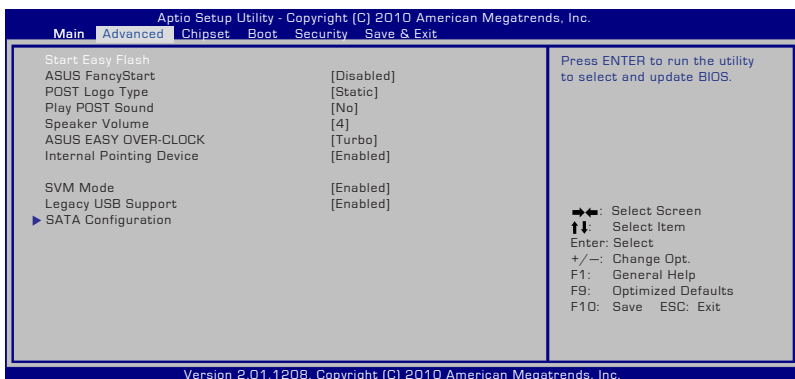 Aptio Setup Utility - Copyright (C) 2010 American Megatrends, Inc.
Main Advanced Chipset Boot Security Save & Exit
Start Easy Flash
ASUS FancyStart [Disabled]
POST Logo Type [Static]
Play POST Sound [No]
Speaker Volume [4]
ASUS EASY OVER-CLOCK [Turbo]
Internal Pointing Device [Enabled]
SVM Mode [Enabled]
Legacy USB Support [Enabled]
SATA Configuration
Press ENTER to run the utility
to select and update BIOS.
→←: Select Screen
↑↓: Select Item
Enter: Select
+/—: Change Opt.
F1: General Help
F9: Optimized Defaults
F10: Save ESC: Exit
Version 2.01.1208. Copyright (C) 2010 American Megatrends, Inc.